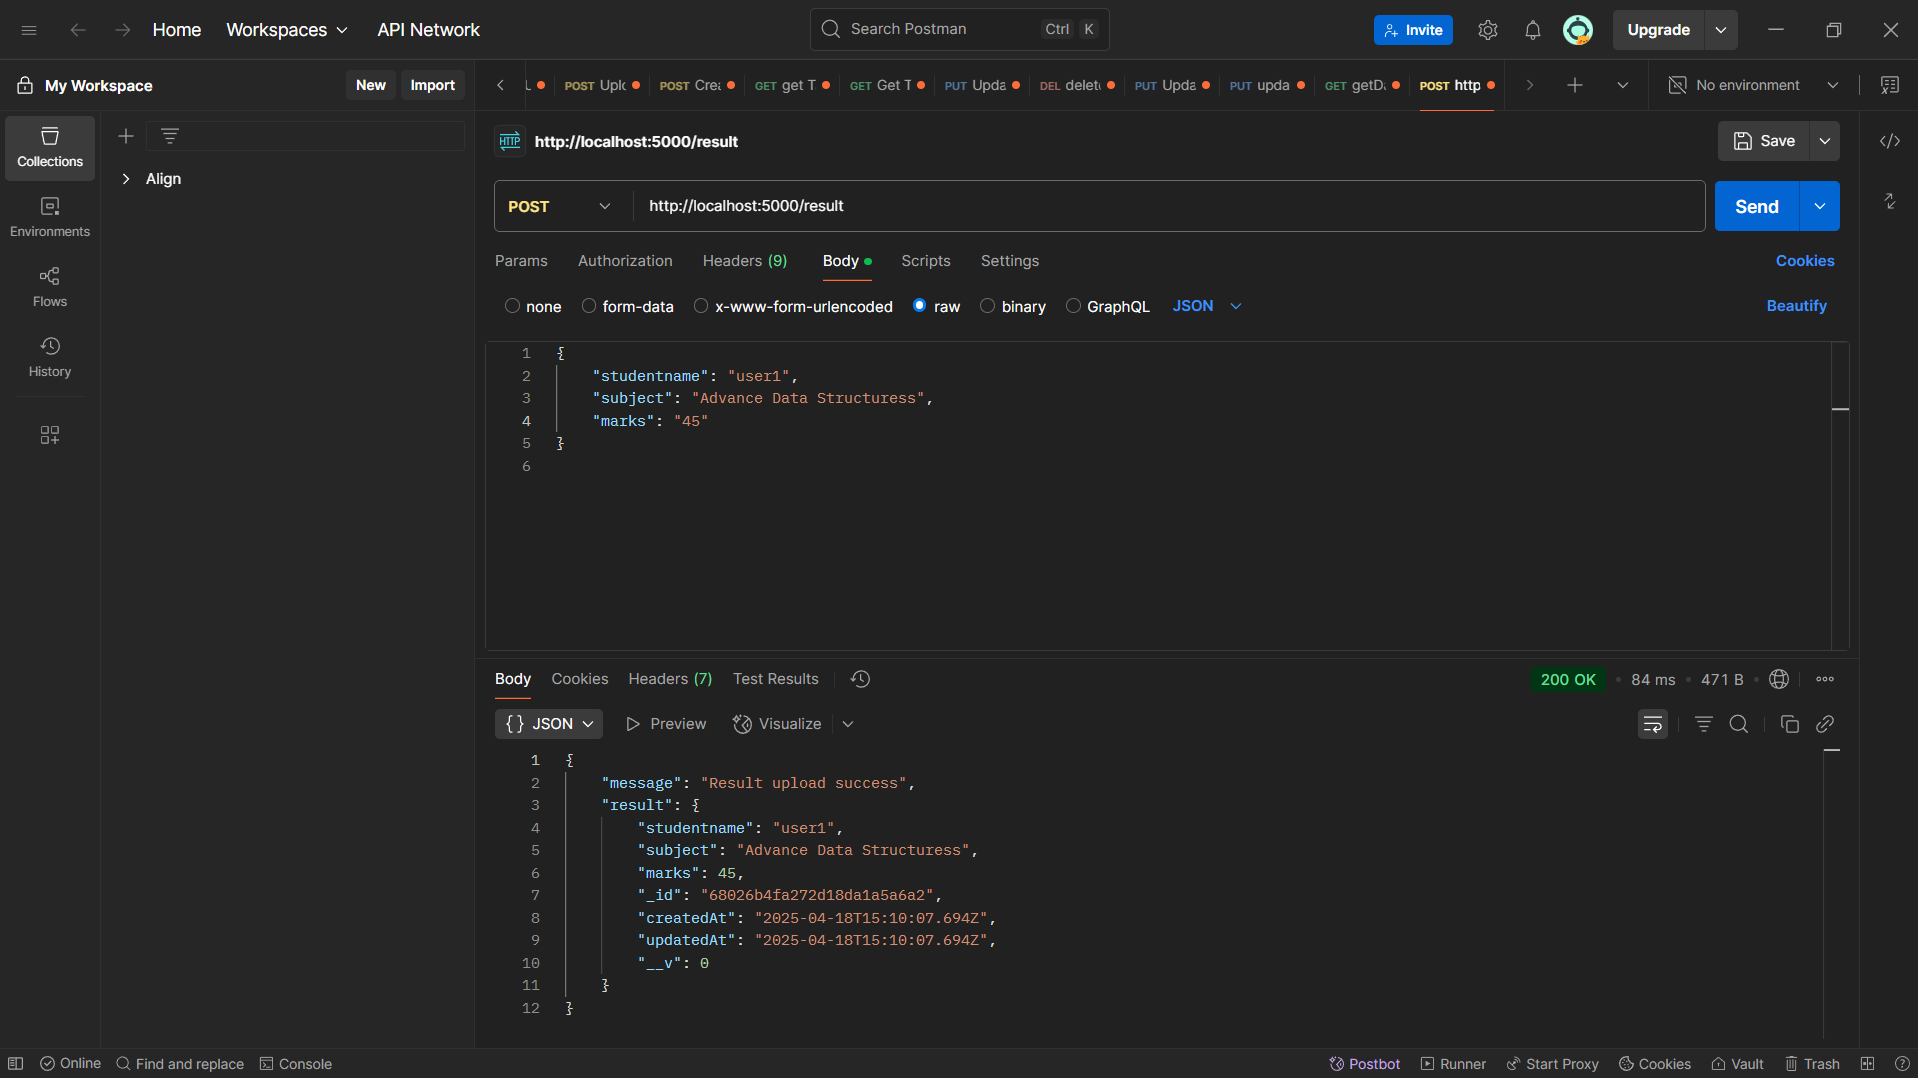 Home Workspaces API Network Search Postman Ctrl K Invite Upgrade
My Workspace New Import POST Uplo POST Crea GET get T GET Get T PUT Upda DEL delet PUT Upda PUT upda GET getD POST http No environment
Collections
Environments
Flows
History
Align
HTTP http://localhost:5000/result Save
POST http://localhost:5000/result Send
Params Authorization Headers (9) Body Scripts Settings Cookies
none form-data x-www-form-urlencoded raw binary GraphQL JSON Beautify
1 {
2 "studentname": "user1",
3 "subject": "Advance Data Structuress",
4 "marks": "45"
5 }
6
Body Cookies Headers (7) Test Results 200 OK 84 ms 471 B
{} JSON Preview Visualize
1 {
2 "message": "Result upload success",
3 "result": {
4 "studentname": "user1",
5 "subject": "Advance Data Structuress",
6 "marks": 45,
7 "_id": "68026b4fa272d18da1a5a6a2",
8 "createdAt": "2025-04-18T15:10:07.694Z",
9 "updatedAt": "2025-04-18T15:10:07.694Z",
10 "__v": 0
11 }
12 }
Online Find and replace Console Postbot Runner Start Proxy Cookies Vault Trash